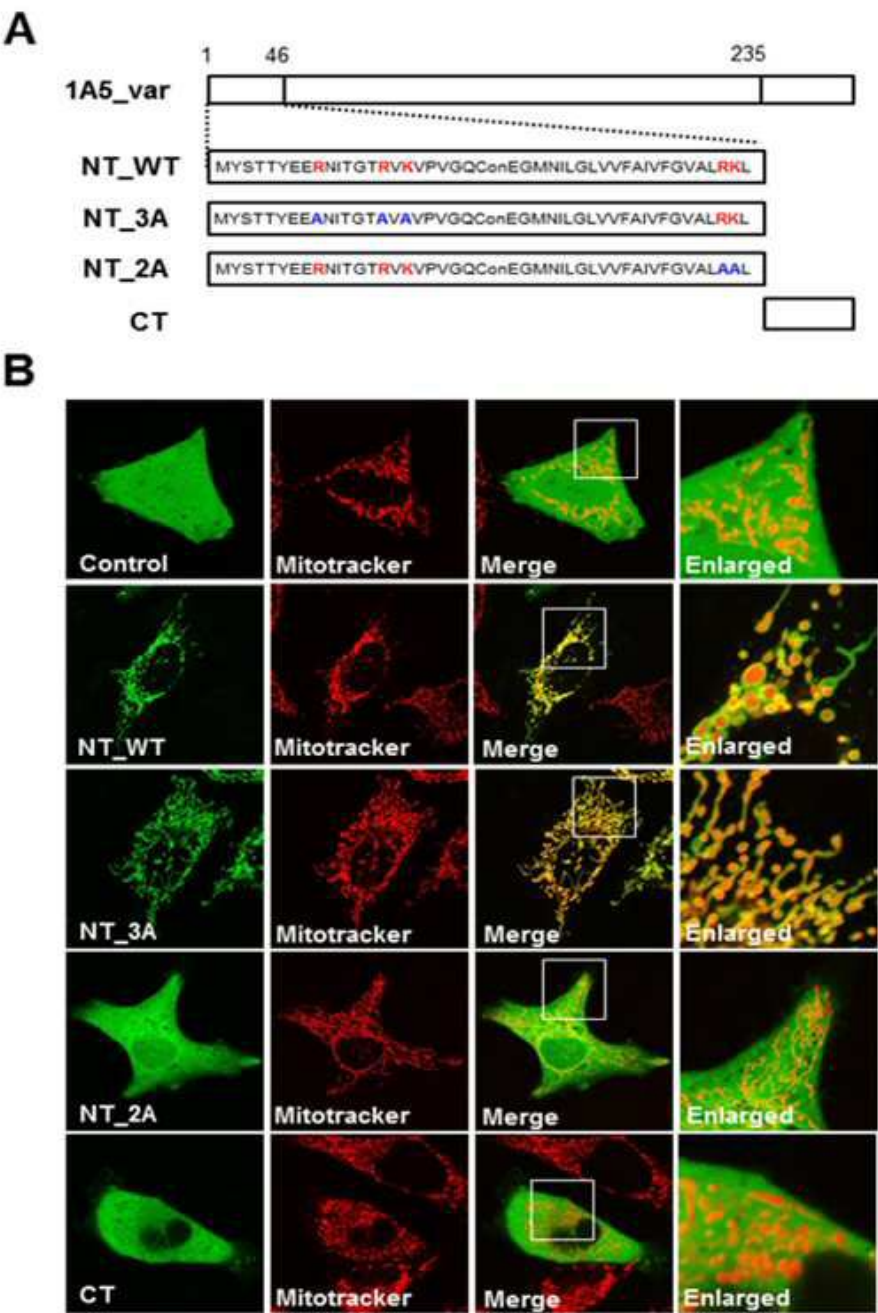 A
1 46 235
1A5_var
NT_WT MYSTTYEERNITGTRVKVPVGQConEGMNILGLVVFAIVFGVALRKL
NT_3A MYSTTYEEANITGTAVAVPVGQConEGMNILGLVVFAIVFGVALRKL
NT_2A MYSTTYEERNITGTRVKVPVGQConEGMNILGLVVFAIVFGVALAAL
CT
B
Control Mitotracker Merge Enlarged
NT_WT Mitotracker Merge Enlarged
NT_3A Mitotracker Merge Enlarged
NT_2A Mitotracker Merge Enlarged
CT Mitotracker Merge Enlarged